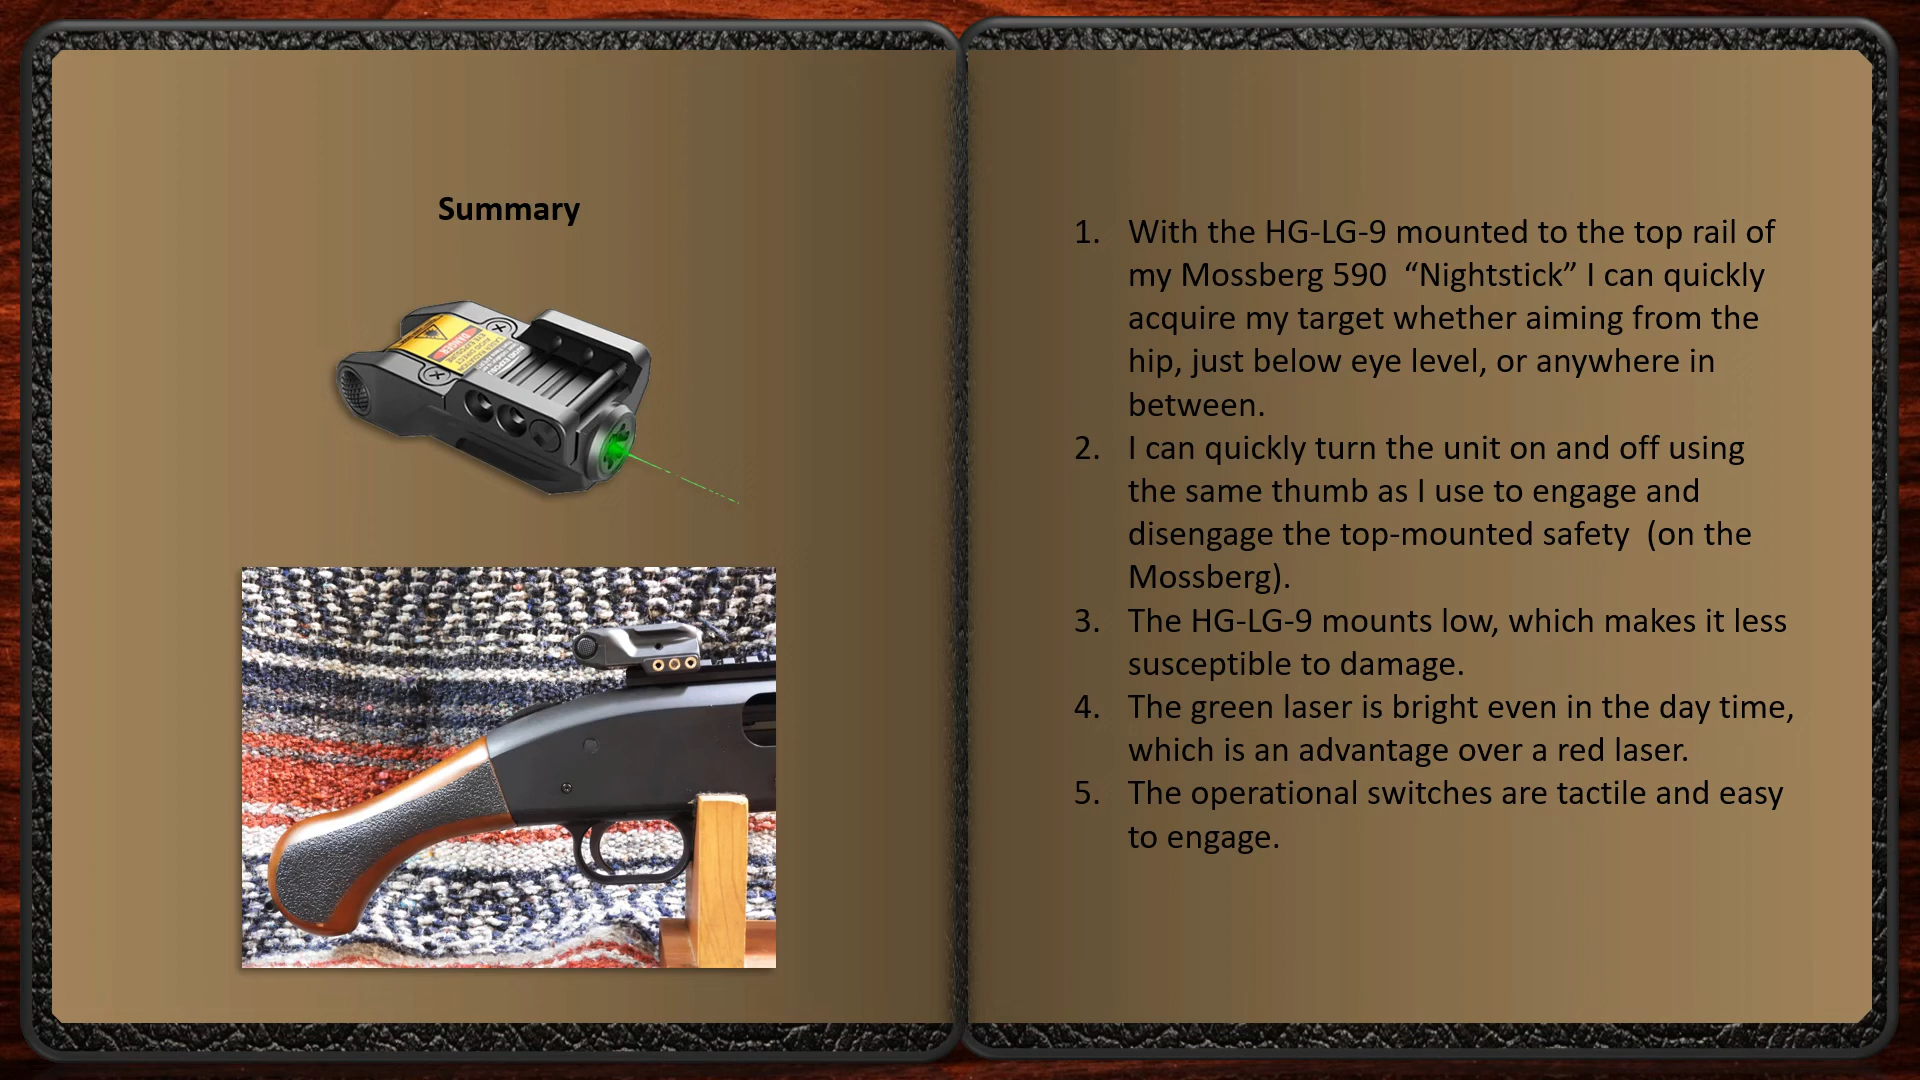 Summary
DANGER
1. With the HG-LG-9 mounted to the top rail of
my Mossberg 590  “Nightstick” I can quickly
acquire my target whether aiming from the
hip, just below eye level, or anywhere in
between.
2. I can quickly turn the unit on and off using
the same thumb as I use to engage and
disengage the top-mounted safety  (on the
Mossberg).
3. The HG-LG-9 mounts low, which makes it less
susceptible to damage.
4. The green laser is bright even in the day time,
which is an advantage over a red laser.
5. The operational switches are tactile and easy
to engage.